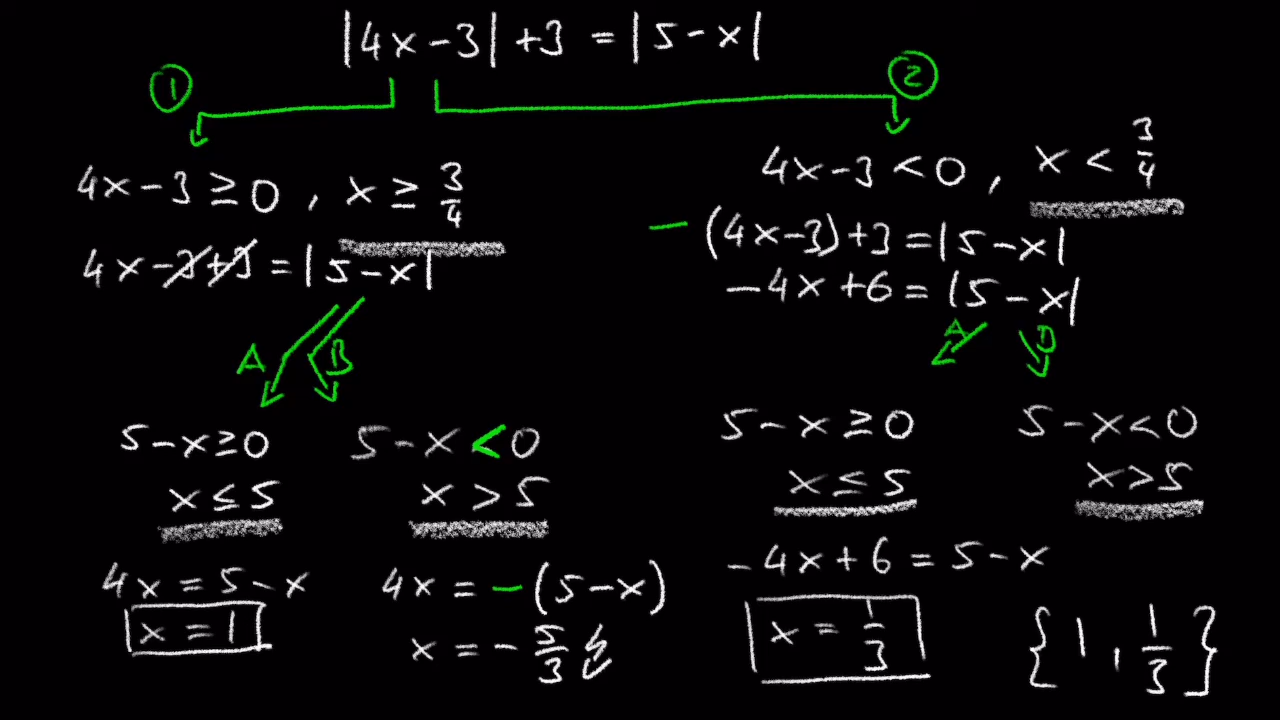 |4x - 3| + 3 = |5 - x|
1
2
4x - 3 ≥ 0 , x ≥ 3/4
4x - 3 + 3 = |5 - x|
A
B
5 - x ≥ 0
x ≤ 5
4x = 5 - x
x = 1
5 - x < 0
x > 5
4x = -(5 - x)
x = - 5/3
4x - 3 < 0 , x < 3/4
-(4x - 3) + 3 = |5 - x|
-4x + 6 = |5 - x|
A
5 - x ≥ 0
x ≤ 5
-4x + 6 = 5 - x
x = 1/3
5 - x < 0
x > 5
{1 , 1/3}